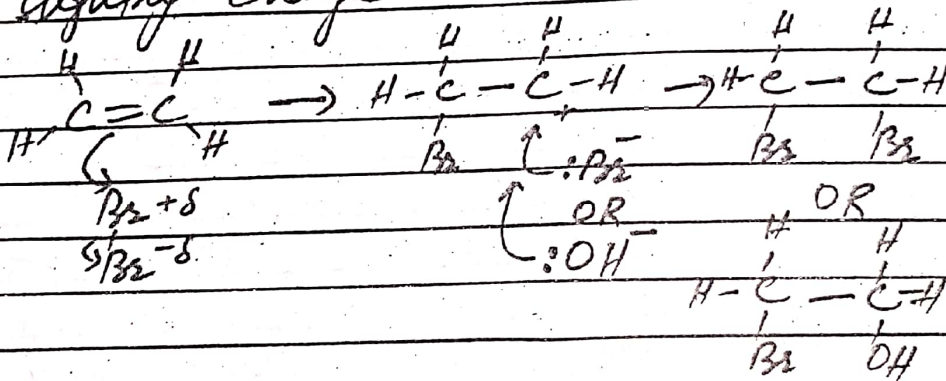 H H H H H H
C=C → H-C-C-H → H-C-C-H
H H + 
Br :Br⁻ Br Br
Br +δ OR OR
Br -δ :OH⁻ H H
H-C-C-H
Br OH